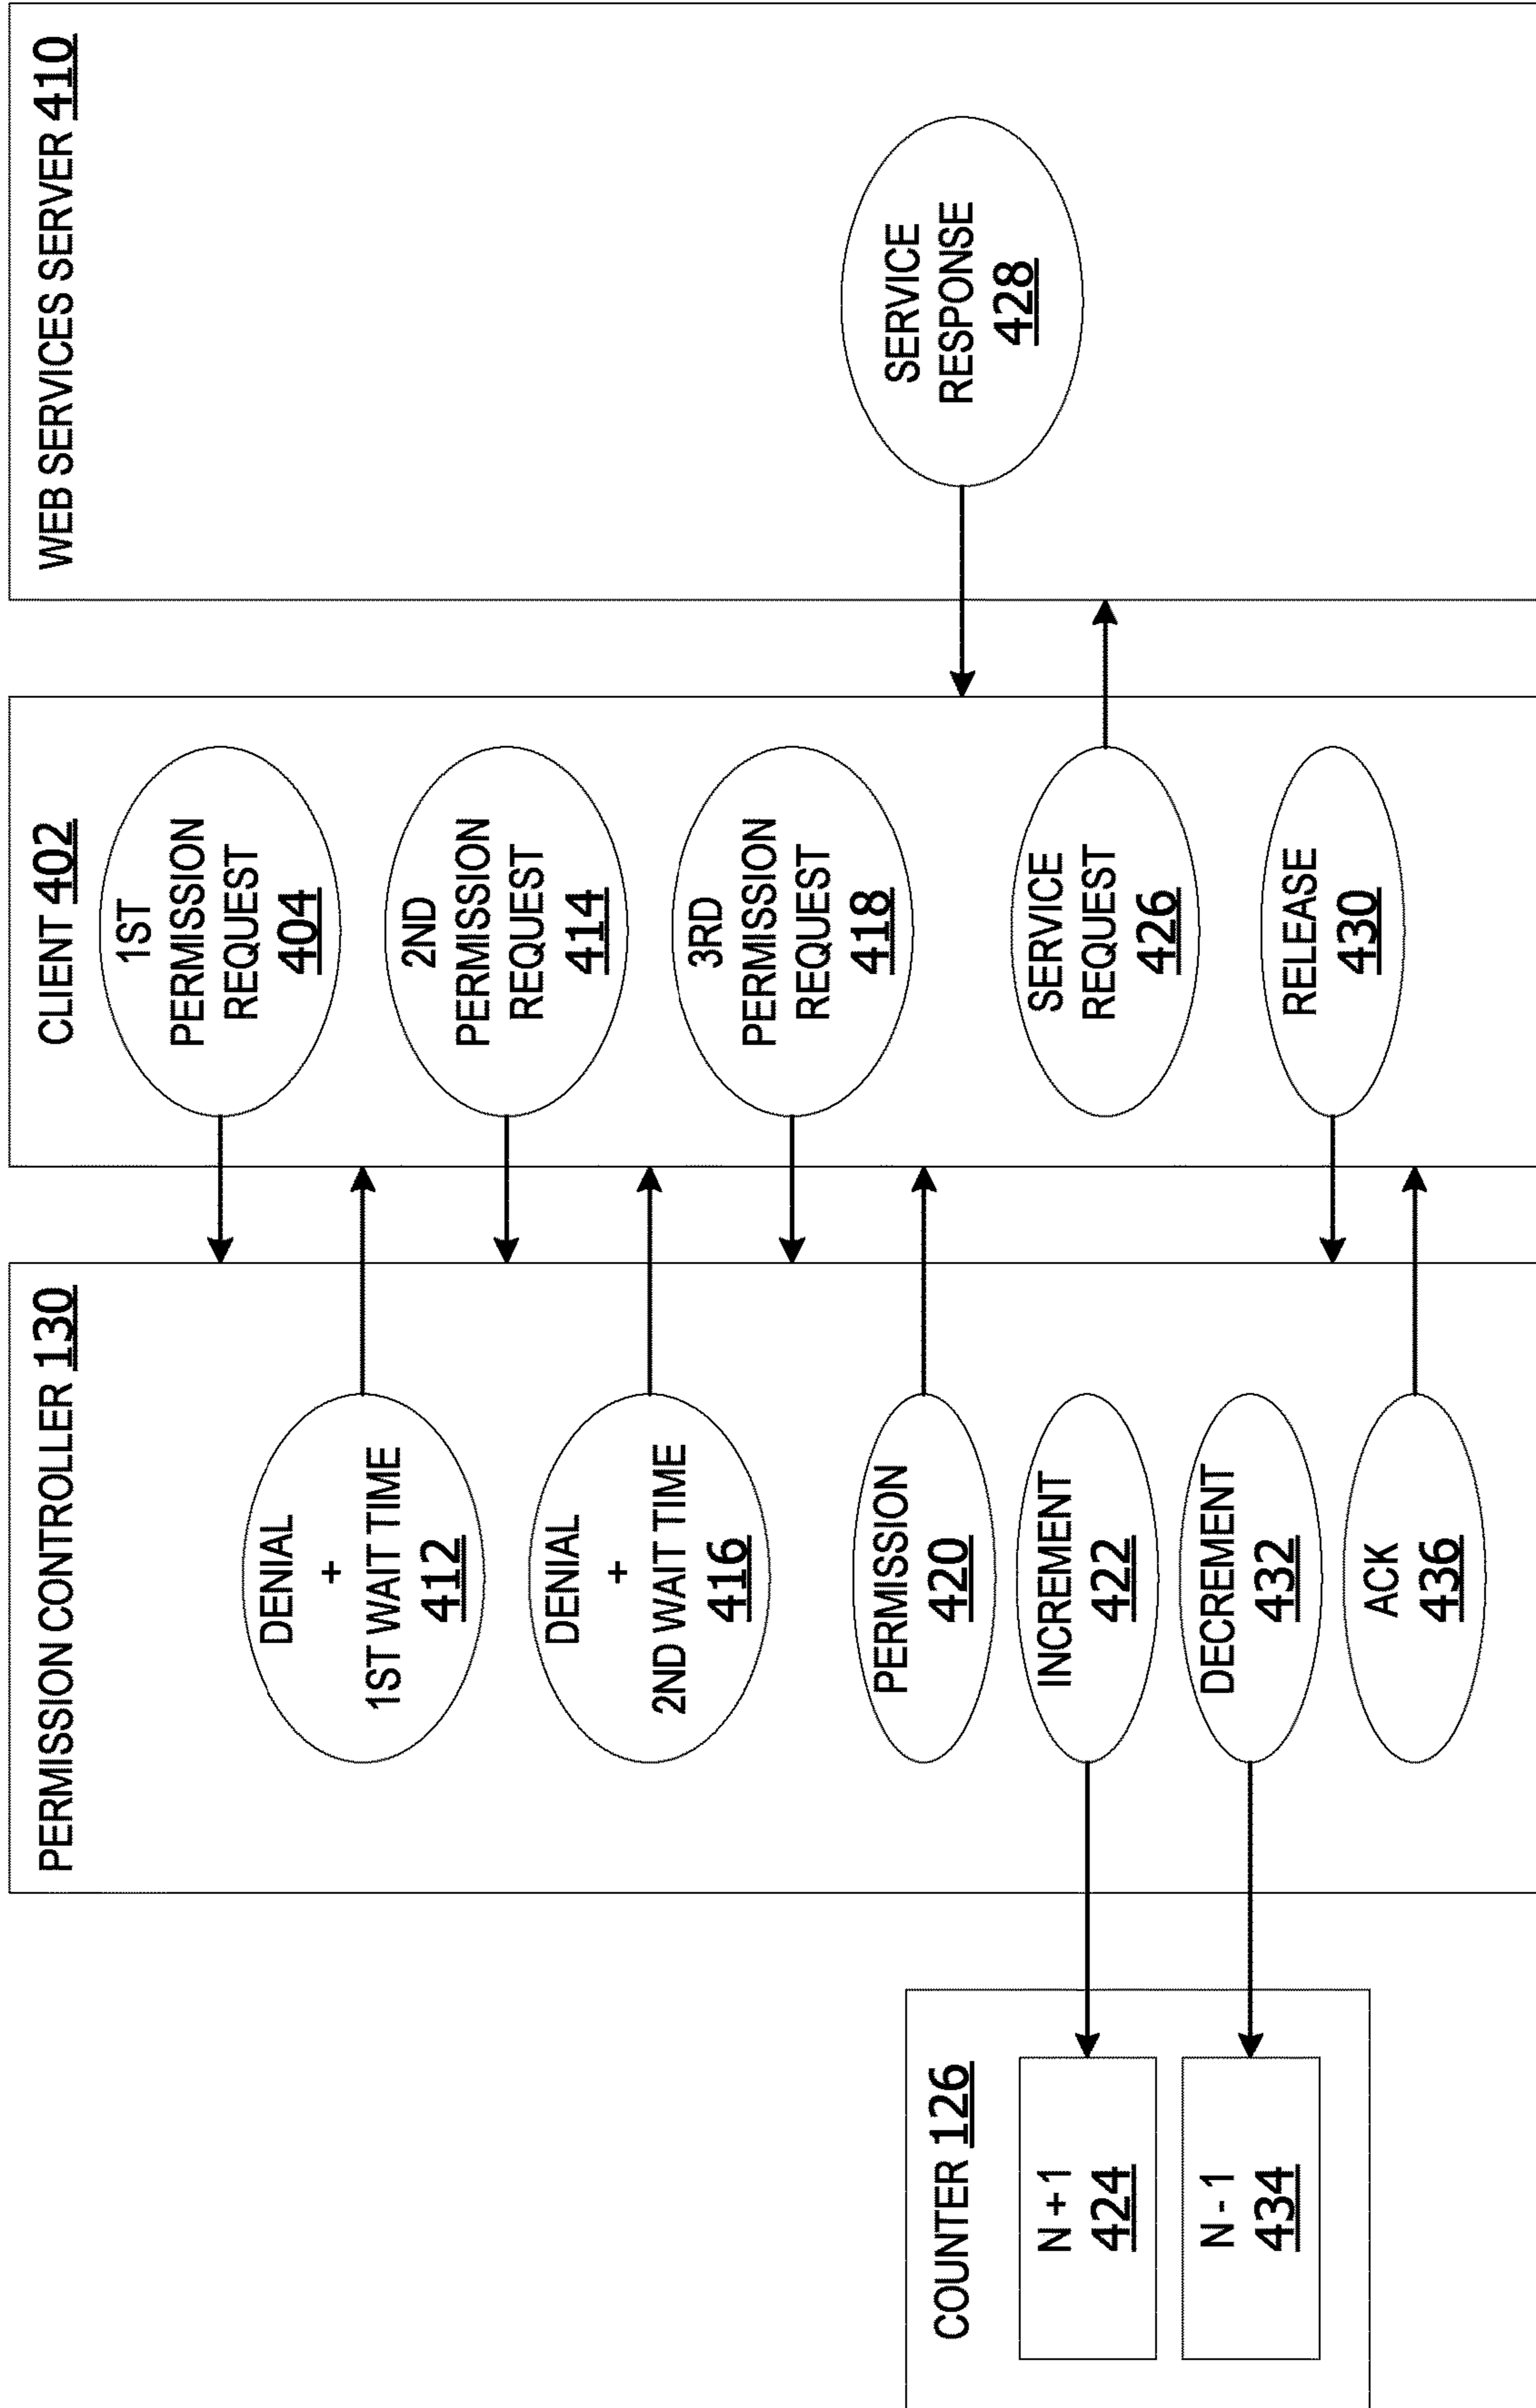 COUNTER 126
N + 1
424
N - 1
434
PERMISSION CONTROLLER 130
DENIAL
+
1ST WAIT TIME
412
DENIAL
+
2ND WAIT TIME
416
PERMISSION
420
INCREMENT
422
DECREMENT
432
ACK
436
CLIENT 402
1ST
PERMISSION
REQUEST
404
2ND
PERMISSION
REQUEST
414
3RD
PERMISSION
REQUEST
418
SERVICE
REQUEST
426
RELEASE
430
WEB SERVICES SERVER 410
SERVICE
RESPONSE
428